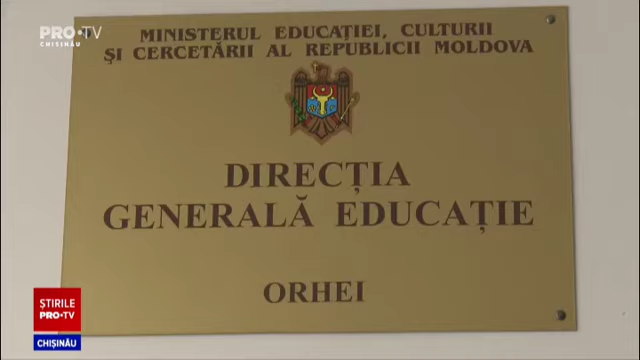 PRO TV
CHIȘINĂU
MINISTERUL EDUCAȚIEI, CULTURII
ȘI CERCETĂRII AL REPUBLICII MOLDOVA
DIRECȚIA
GENERALĂ EDUCAȚIE
ORHEI
ȘTIRILE
PRO•TV
CHIȘINĂU